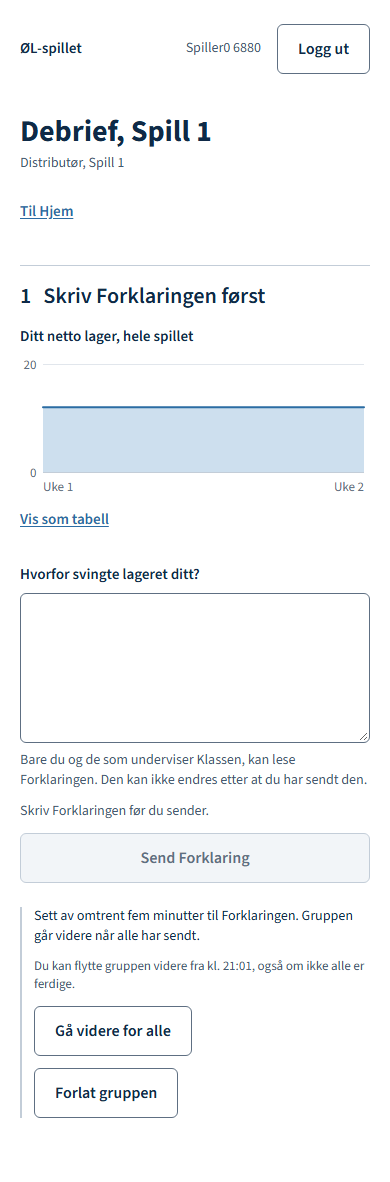 ØL-spillet
Spiller0 6880
Logg ut
Debrief, Spill 1
Distributør, Spill 1
Til Hjem
1 Skriv Forklaringen først
Ditt netto lager, hele spillet
20
0
Uke 1
Uke 2
Vis som tabell
Hvorfor svingte lageret ditt?
Bare du og de som underviser Klassen, kan lese
Forklaringen. Den kan ikke endres etter at du har sendt den.
Skriv Forklaringen før du sender.
Send Forklaring
Sett av omtrent fem minutter til Forklaringen. Gruppen
går videre når alle har sendt.
Du kan flytte gruppen videre fra kl. 21:01, også om ikke alle er
ferdige.
Gå videre for alle
Forlat gruppen